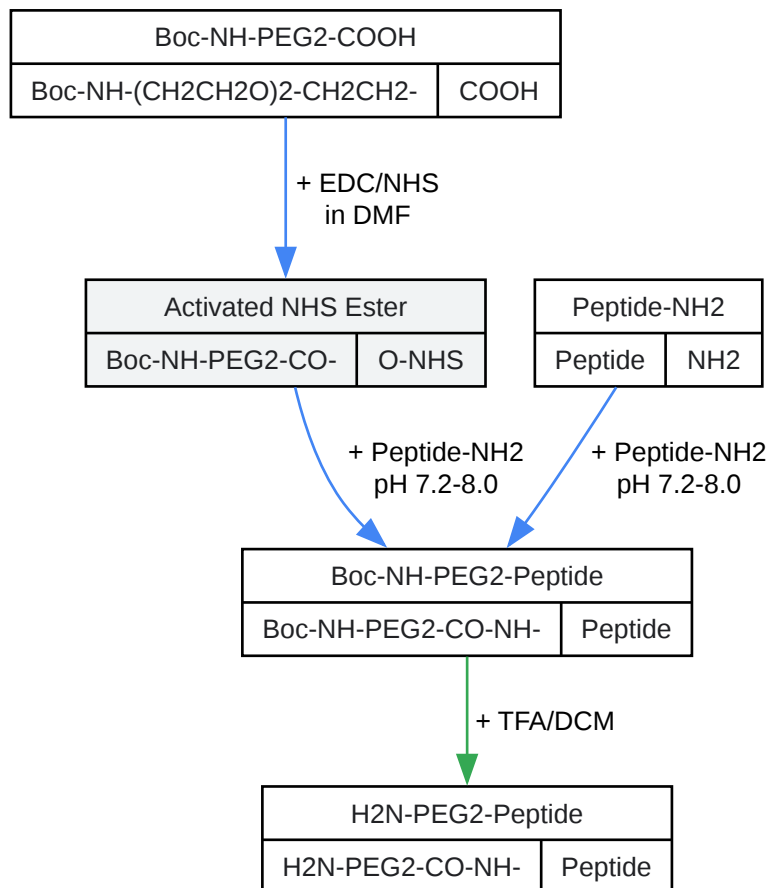 Boc-NH-PEG2-COOH
Boc-NH-(CH2CH2O)2-CH2CH2-
COOH
+ EDC/NHS
in DMF
Activated NHS Ester
Boc-NH-PEG2-CO-
O-NHS
Peptide-NH2
Peptide
NH2
+ Peptide-NH2
pH 7.2-8.0
+ Peptide-NH2
pH 7.2-8.0
Boc-NH-PEG2-Peptide
Boc-NH-PEG2-CO-NH-
Peptide
+ TFA/DCM
H2N-PEG2-Peptide
H2N-PEG2-CO-NH-
Peptide